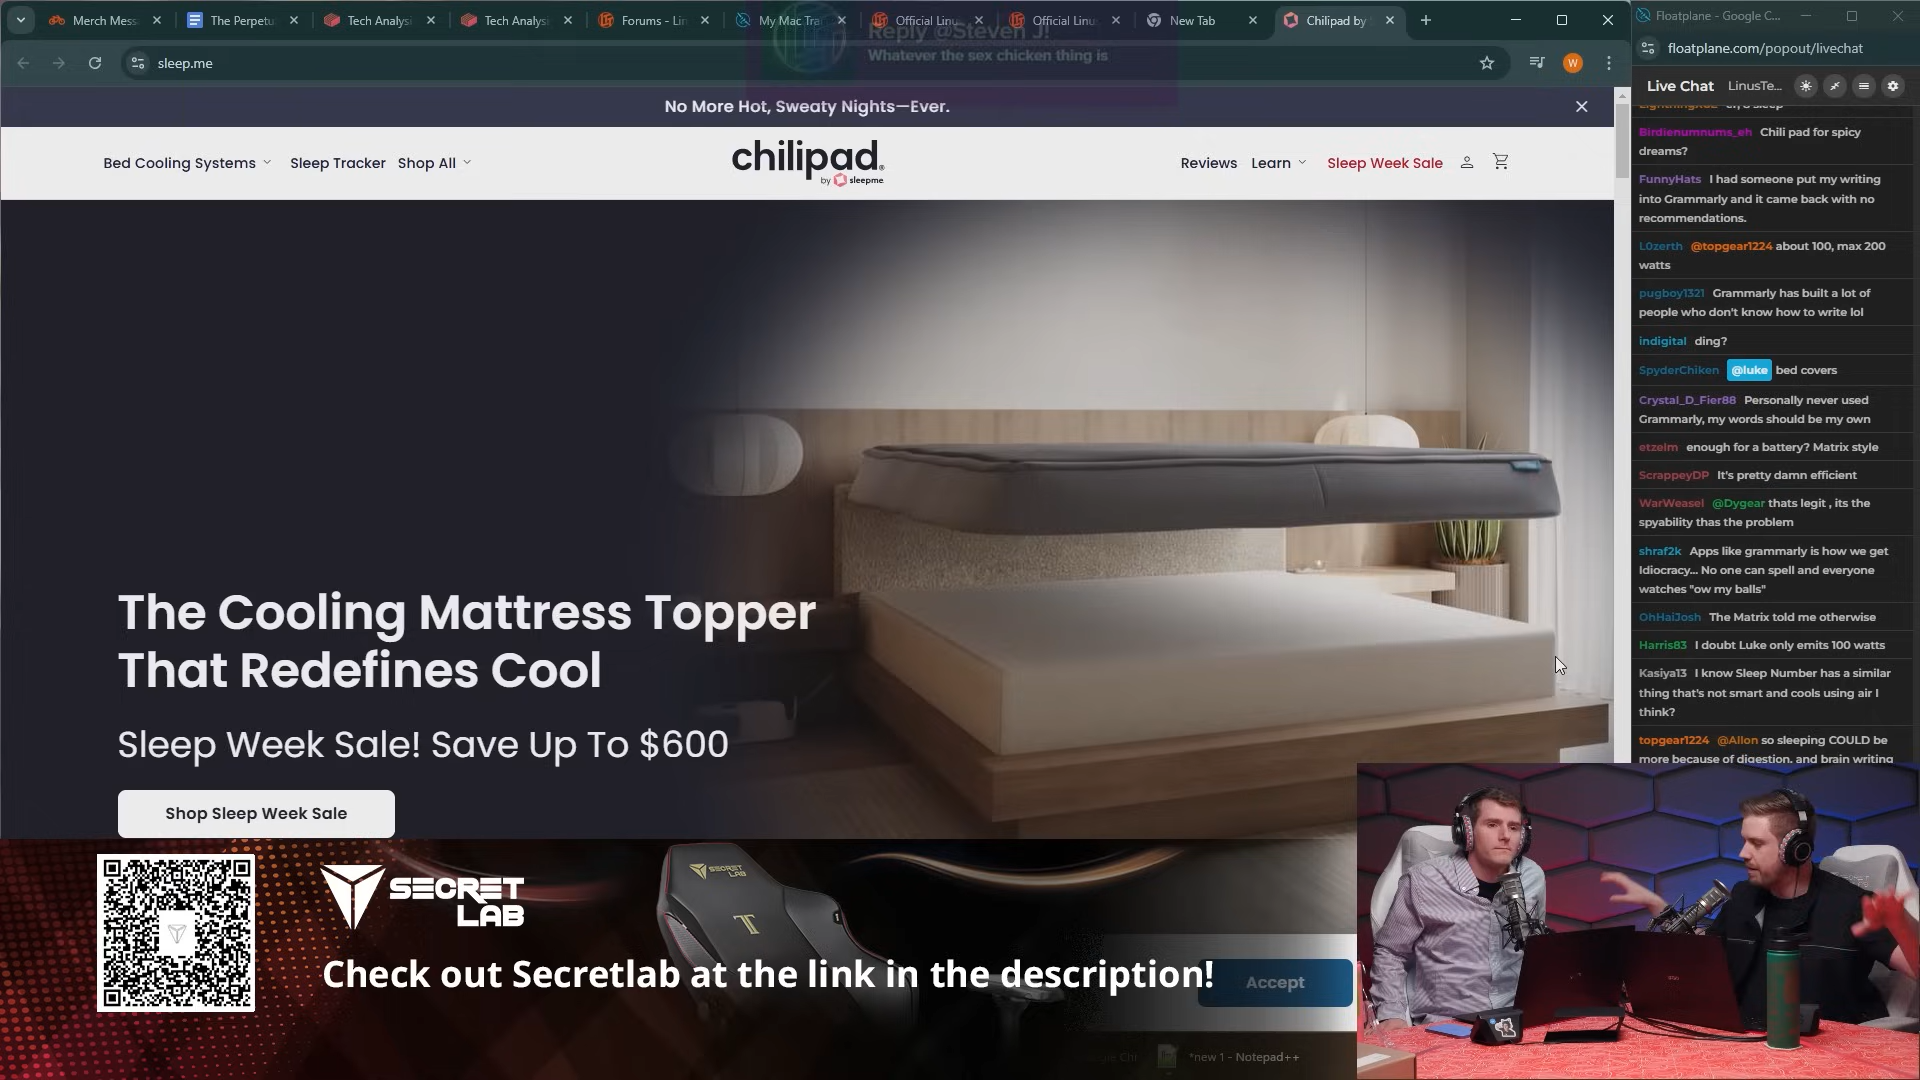 Merch Mess
The Perpetu
Tech Analysi
Tech Analysi
Forums - Lin
My Mac Tra
Official Linu
Official Linu
New Tab
Chilipad by
Floatplane - Google C...
Reply @Steven J!
Whatever the sex chicken thing is
sleep.me
W
floatplane.com/popout/livechat
Live Chat
LinusTe...
No More Hot, Sweaty Nights—Ever.
Bed Cooling Systems
Sleep Tracker
Shop All
chilipad
by sleepme
Reviews
Learn
Sleep Week Sale
Birdienumnums_eh Chili pad for spicy
dreams?
FunnyHats I had someone put my writing
into Grammarly and it came back with no
recommendations.
L0zerth @topgear1224 about 100, max 200
watts
pugboy1321 Grammarly has built a lot of
people who don't know how to write lol
indigital ding?
SpyderChiken @luke bed covers
Crystal_D_Fier88 Personally never used
Grammarly, my words should be my own
etzelm enough for a battery? Matrix style
ScrappeyDP It's pretty damn efficient
WarWeasel @Dygear thats legit , its the
spyability thas the problem
shraf2k Apps like grammarly is how we get
Idiocracy... No one can spell and everyone
watches "ow my balls"
OhHaiJosh The Matrix told me otherwise
Harris83 I doubt Luke only emits 100 watts
Kasiya13 I know Sleep Number has a similar
thing that's not smart and cools using air I
think?
topgear1224 @Allon so sleeping COULD be
more because of digestion, and brain writing
The Cooling Mattress Topper
That Redefines Cool
Sleep Week Sale! Save Up To $600
Shop Sleep Week Sale
SECRET
LAB
SECRET
LAB
Check out Secretlab at the link in the description!
Accept
*new 1 - Notepad++